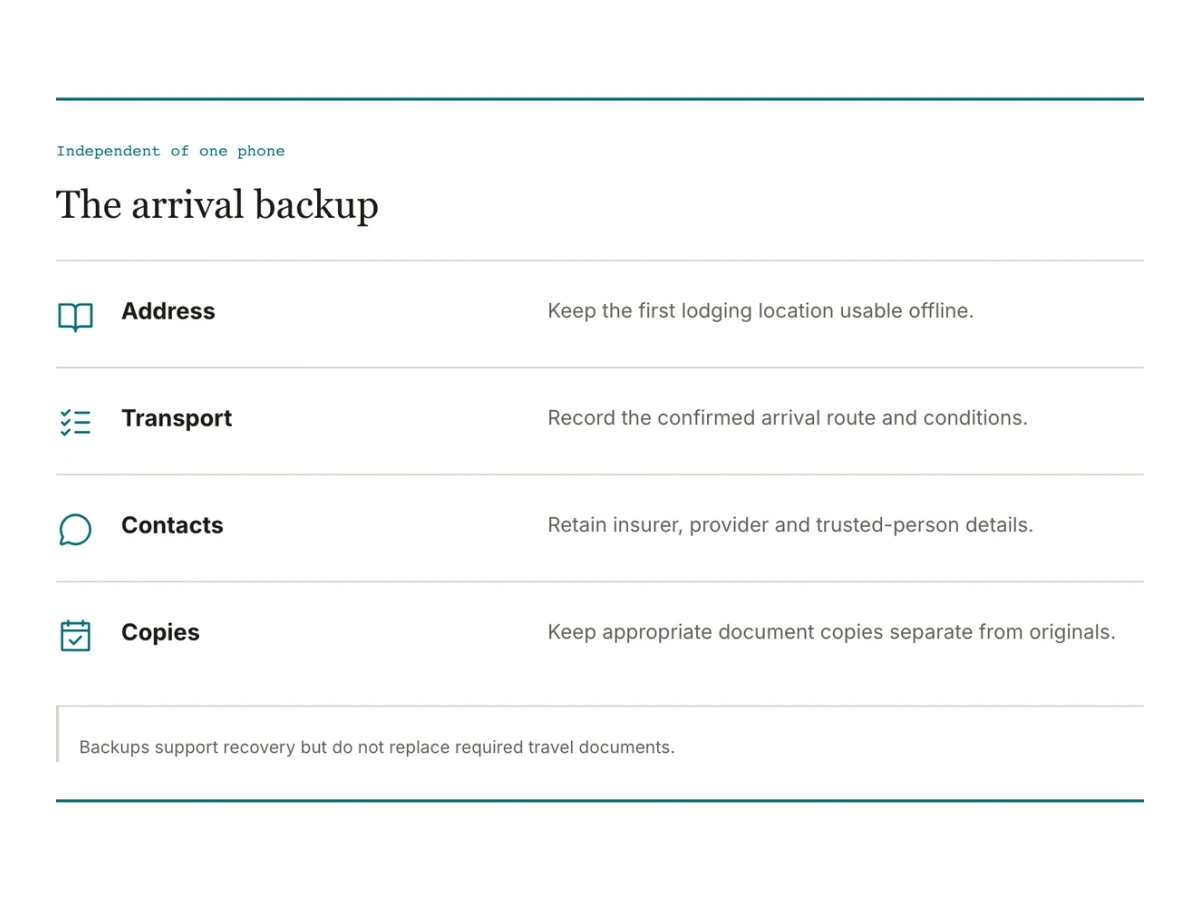 Independent of one phone
The arrival backup
Address
Keep the first lodging location usable offline.
Transport
Record the confirmed arrival route and conditions.
Contacts
Retain insurer, provider and trusted-person details.
Copies
Keep appropriate document copies separate from originals.
Backups support recovery but do not replace required travel documents.